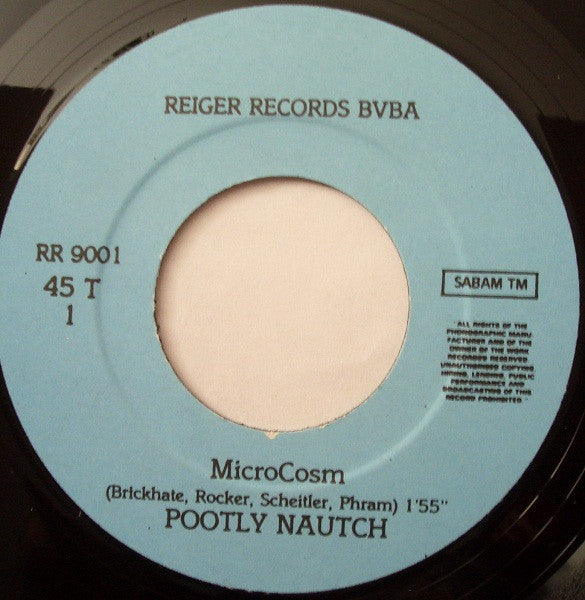 REIGER RECORDS BVBA
RR 9001
45 T
1
SABAM TM
"ALL RIGHTS OF THE
PHONOGRAPHIC MANU
FACTURER AND OF THE
OWNER OF THE WORK
RECORDED RESERVED
UNAUTHORISED COPYING
HIRING, LENDING, PUBLIC
PERFORMANCE AND
BROADCASTING OF THIS
RECORD PROHIBITED"
MicroCosm
(Brickhate, Rocker, Scheitler, Phram) 1'55"
POOTLY NAUTCH